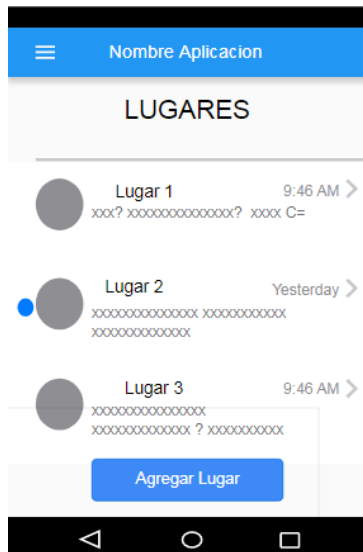 Nombre Aplicacion
LUGARES
Lugar 1 9:46 AM
xxx? xxxxxxxxxxxxxx? xxxx C=
Lugar 2 Yesterday
xxxxxxxxxxxxxx xxxxxxxxxxx
xxxxxxxxxxxxx
Lugar 3 9:46 AM
xxxxxxxxxxxxxxx
xxxxxxxxxxxxx ? xxxxxxxxxx
Agregar Lugar